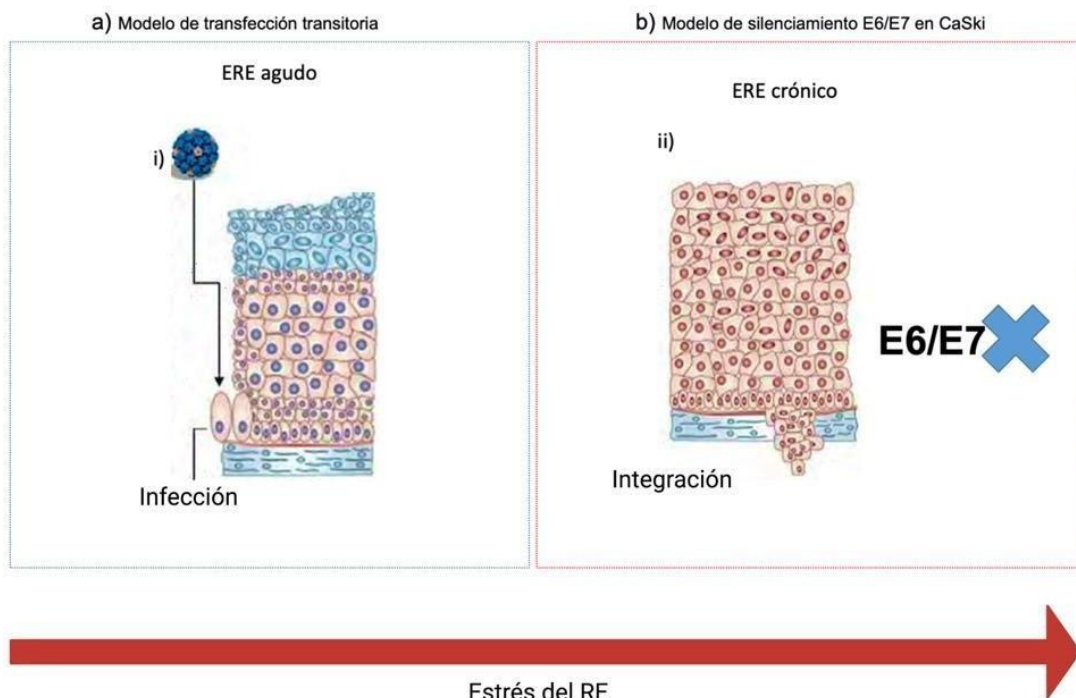 a) Modelo de transfección transitoria
b) Modelo de silenciamiento E6/E7 en CaSki
ERE agudo
ERE crónico
i)
ii)
E6/E7
Infección
Integración
Estrés del RE